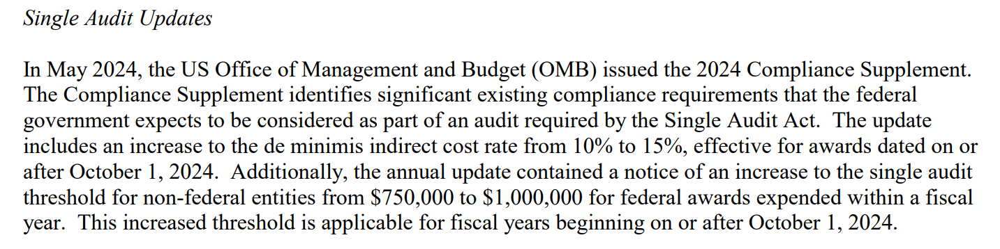 Single Audit Updates
In May 2024, the US Office of Management and Budget (OMB) issued the 2024 Compliance Supplement.
The Compliance Supplement identifies significant existing compliance requirements that the federal
government expects to be considered as part of an audit required by the Single Audit Act.  The update
includes an increase to the de minimis indirect cost rate from 10% to 15%, effective for awards dated on or
after October 1, 2024.  Additionally, the annual update contained a notice of an increase to the single audit
threshold for non-federal entities from $750,000 to $1,000,000 for federal awards expended within a fiscal
year.  This increased threshold is applicable for fiscal years beginning on or after October 1, 2024.